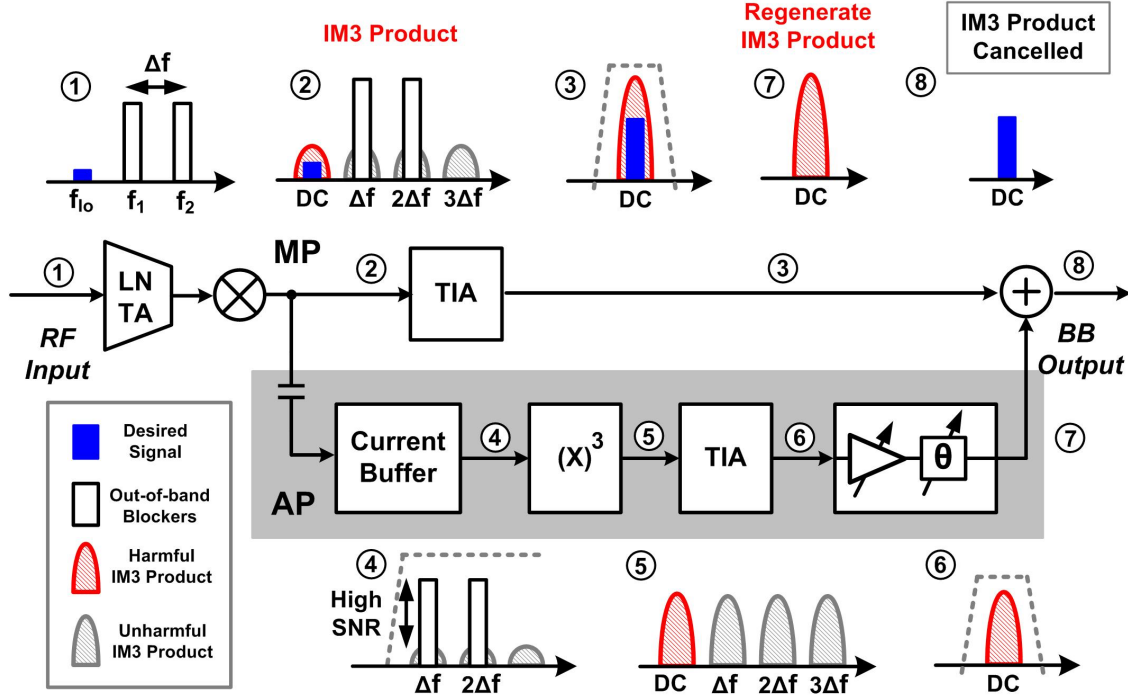 IM3 Product
Regenerate
IM3 Product
IM3 Product
Cancelled
① Δf
②
③
⑦
⑧
f_lo f_1 f_2
DC Δf 2Δf 3Δf
DC
DC
DC
① LN
TA
MP
②
TIA
③
+
⑧
RF
Input
BB
Output
Desired
Signal
Out-of-band
Blockers
Harmful
IM3 Product
Unharmful
IM3 Product
AP
Current
Buffer
④
(X)³
⑤
TIA
⑥
θ
⑦
④
High
SNR
Δf 2Δf
⑤
DC Δf 2Δf 3Δf
⑥
DC